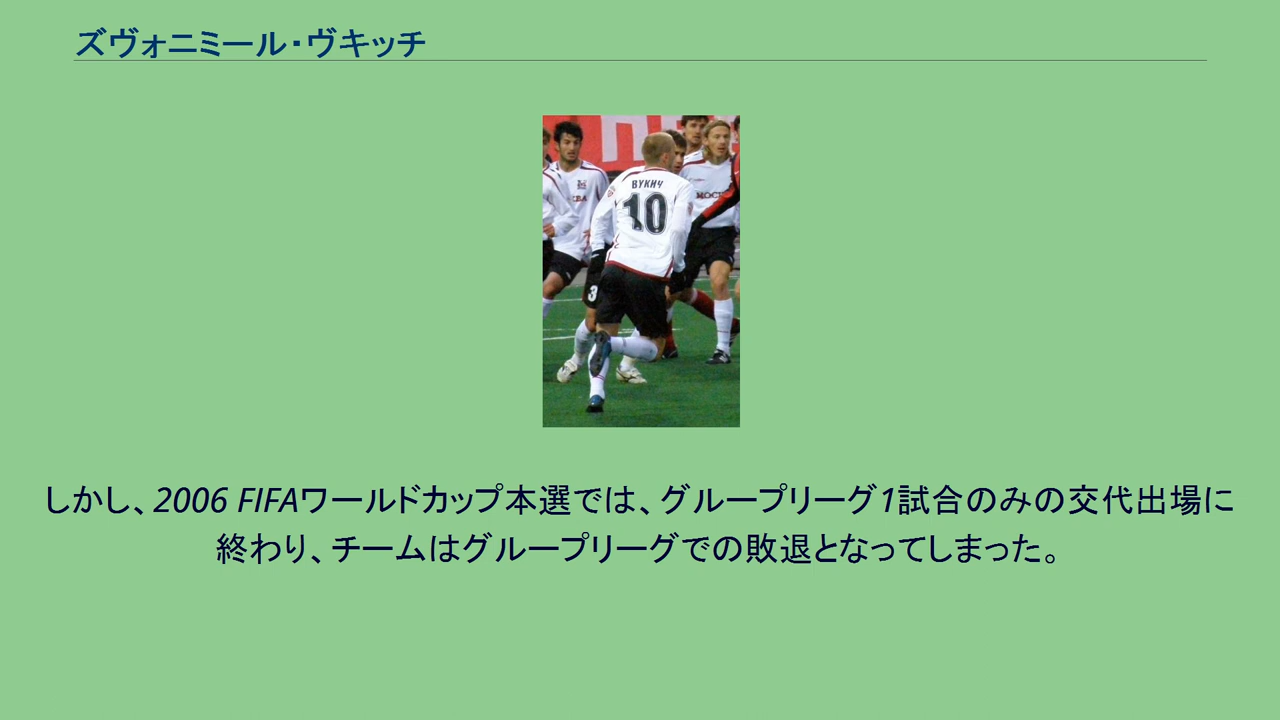 ズヴォニミール・ヴキッチ
ВУКИЧ
10
3
しかし、2006 FIFAワールドカップ本選では、グループリーグ1試合のみの交代出場に
終わり、チームはグループリーグでの敗退となってしまった。